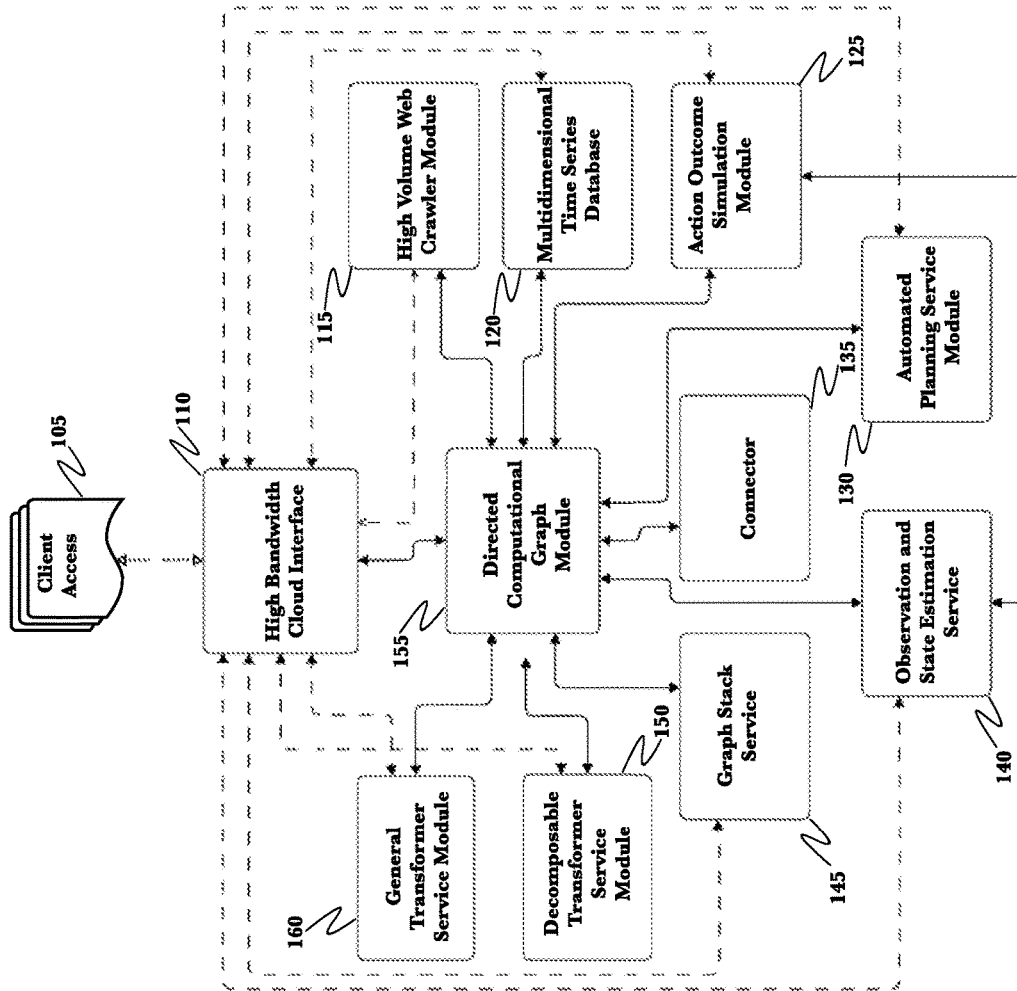 Client
Access
105
110
High Bandwidth
Cloud Interface
115
High Volume Web
Crawler Module
120
Multidimensional
Time Series
Database
125
Action Outcome
Simulation
Module
130
Automated
Planning Service
Module
135
Connector
140
Observation and
State Estimation
Service
145
Graph Stack
Service
150
Decomposable
Transformer
Service
Module
155
Directed
Computational
Graph
Module
160
General
Transformer
Service Module